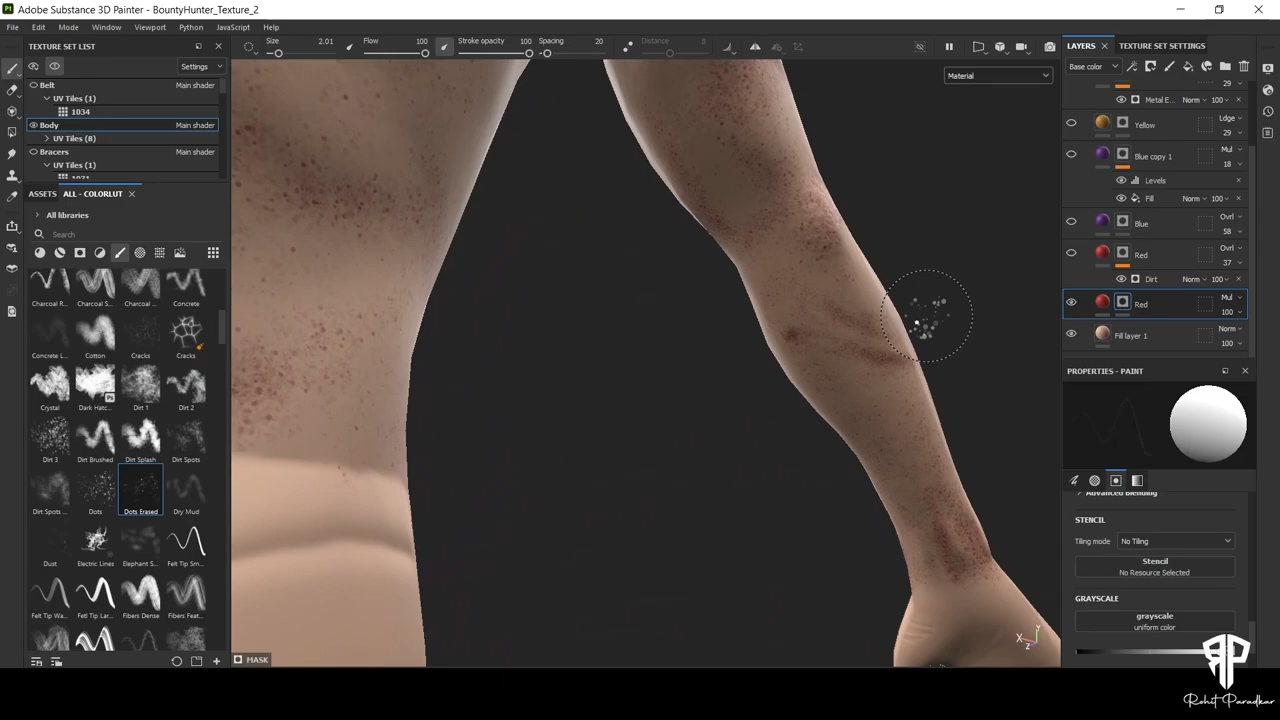 Pt Adobe Substance 3D Painter - BountyHunter_Texture_2
File Edit Mode Window Viewport Python JavaScript Help
TEXTURE SET LIST
Size 2.01 Flow 100 Stroke opacity 100 Spacing 20 Distance 8
LAYERS TEXTURE SET SETTINGS
Settings
Base color
Material
Belt Main shader
UV Tiles (1)
1034
Body Main shader
UV Tiles (8)
Bracers Main shader
UV Tiles (1)
ASSETS ALL - COLORLUT
All libraries
Search
Charcoal R... Charcoal S... Charcoal ... Concrete
Concrete L... Cotton Cracks Cracks
Crystal Dark Hatc... Dirt 1 Dirt 2
Dirt 3 Dirt Brushed Dirt Splash Dirt Spots
Dirt Spots ... Dots Dots Erased Dry Mud
Dust Electric Lines Elephant S... Felt Tip Sm...
Felt Tip Wa... Fetl Tip Lar... Fibers Dense Fibers Feat...
MASK
29
Metal E... Norm 100
Yellow Ldge
29
Blue copy 1 Mul
18
Levels
Fill Norm 100
Blue Ovrl
58
Red Ovrl
37
Dirt Norm 100
Red Mul
100
Fill layer 1 Norm
100
PROPERTIES - PAINT
Advanced blending
STENCIL
Tiling mode No Tiling
Stencil
No Resource Selected
GRAYSCALE
grayscale
uniform color
X Y Z
Rohit Paradkar